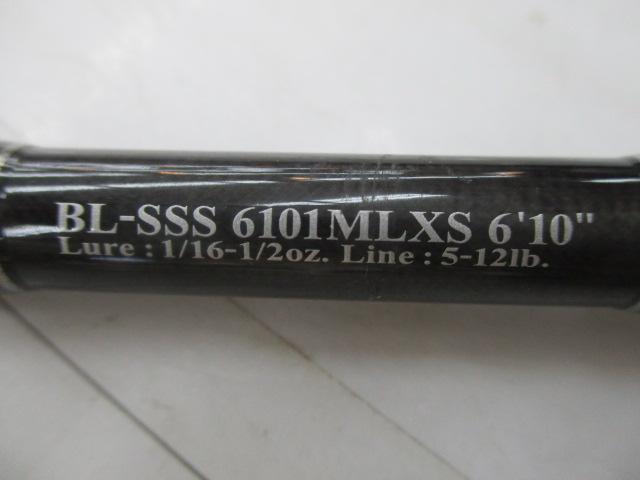 BL-SSS 6101MLXS 6'10"
Lure : 1/16-1/2oz. Line : 5-12lb.